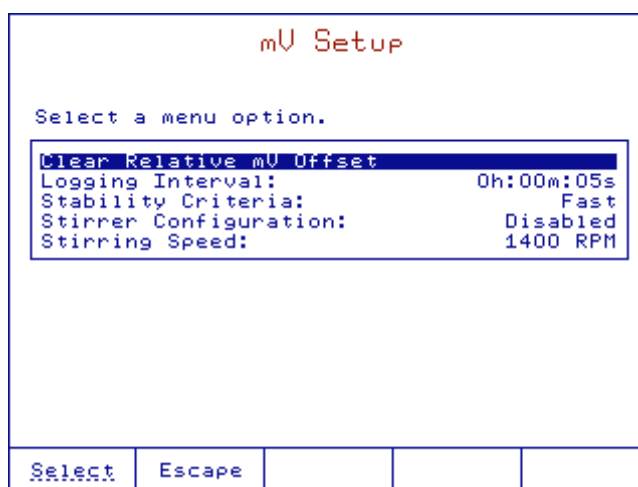 mV Setup
Select a menu option.
Clear Relative mV Offset
Logging Interval: 0h:00m:05s
Stability Criteria: Fast
Stirrer Configuration: Disabled
Stirring Speed: 1400 RPM
Select Escape